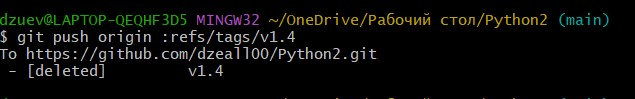 dzuev@LAPTOP-QEQHF3D5 MINGW32 ~/OneDrive/Рабочий стол/Python2 (main)
$ git push origin :refs/tags/v1.4
To https://github.com/dzeall00/Python2.git
 - [deleted]         v1.4